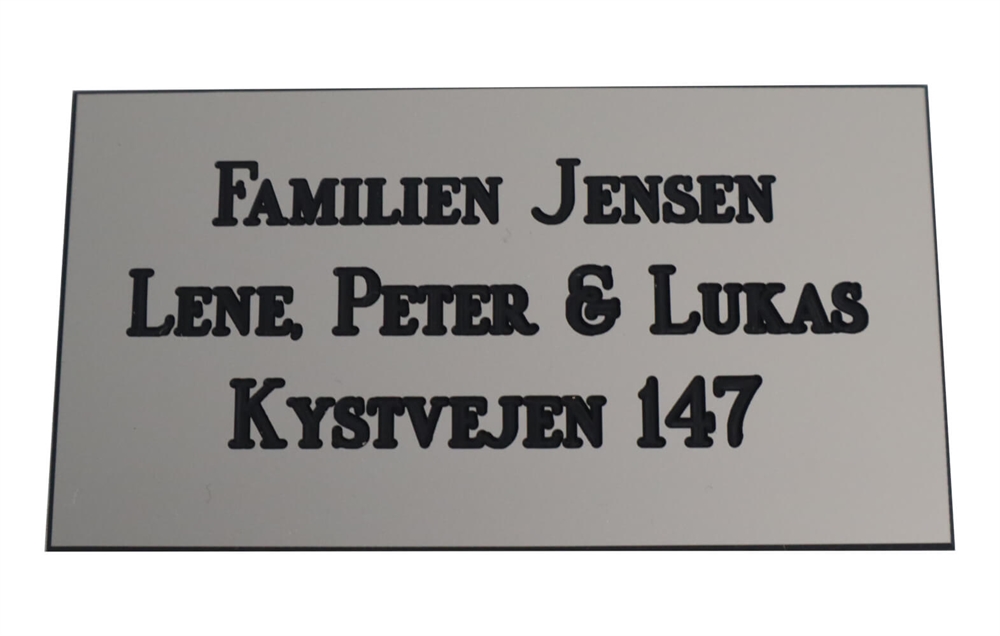 Familien Jensen
Lene, Peter & Lukas
Kystvejen 147